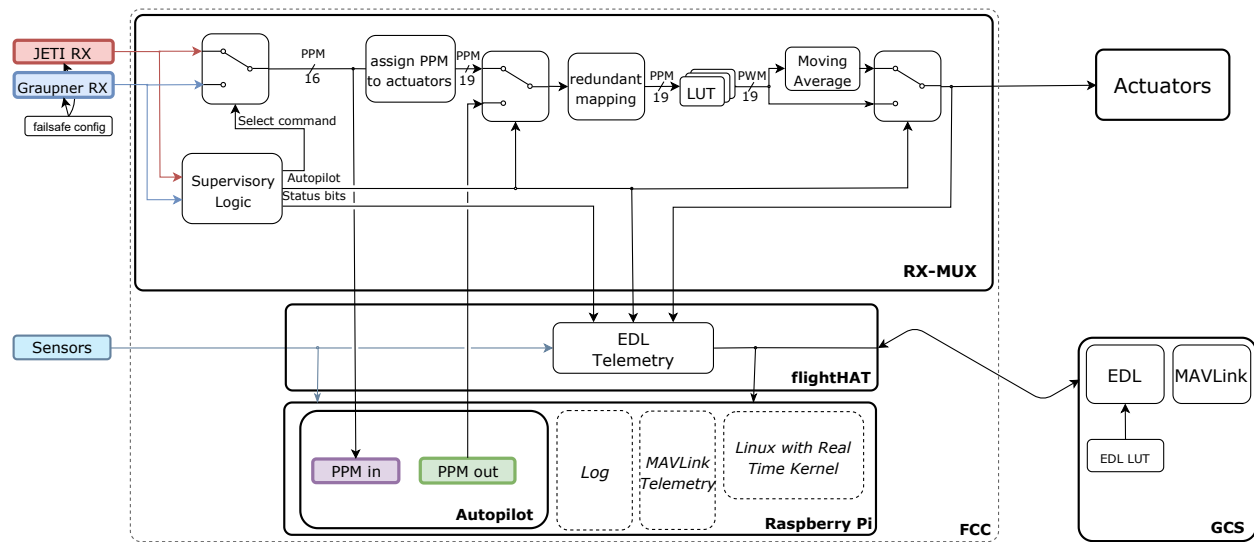 JETI RX
Graupner RX
failsafe config
PPM
16
assign PPM
to actuators
PPM
19
redundant
mapping
PPM
19
LUT
PWM
19
Moving
Average
Actuators
Select command
Supervisory
Logic
Autopilot
Status bits
RX-MUX
Sensors
EDL
Telemetry
flightHAT
EDL
MAVLink
EDL LUT
GCS
PPM in
PPM out
Autopilot
Log
MAVLink
Telemetry
Linux with Real
Time Kernel
Raspberry Pi
FCC